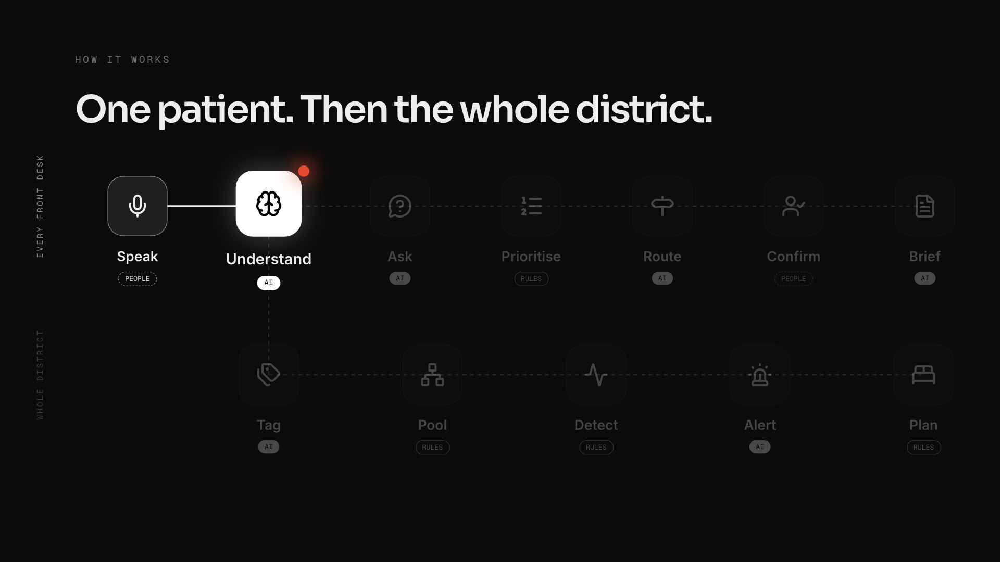 HOW IT WORKS
One patient. Then the whole district.
EVERY FRONT DESK
Speak
PEOPLE
Understand
AI
Ask
AI
1
2
Prioritise
RULES
Route
AI
Confirm
PEOPLE
Brief
AI
WHOLE DISTRICT
Tag
AI
Pool
RULES
Detect
RULES
Alert
AI
Plan
RULES